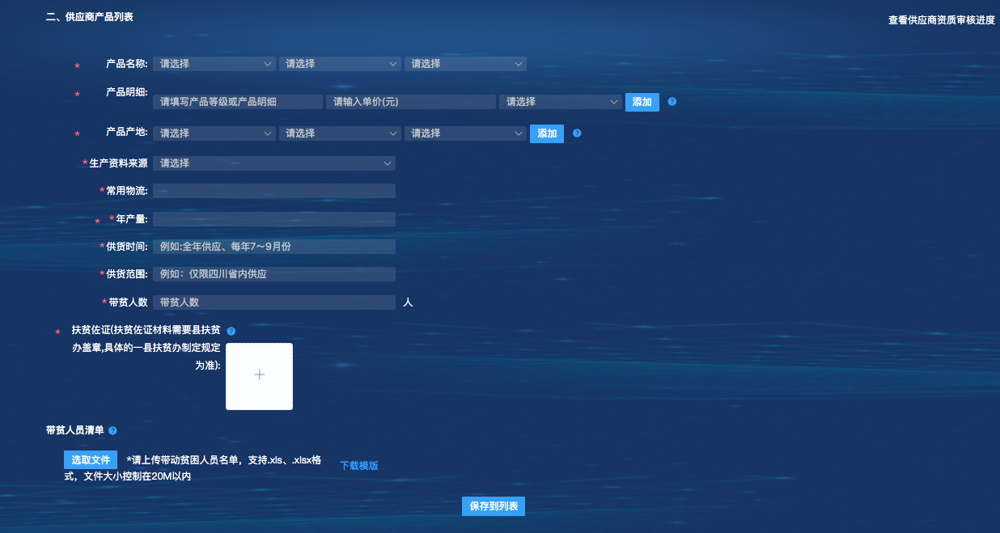 二、供应商产品列表
查看供应商资质审核进度
* 产品名称: 请选择 请选择 请选择
* 产品明细: 请填写产品等级或产品明细 请输入单价(元) 请选择 添加 ?
* 产品产地: 请选择 请选择 请选择 添加 ?
* 生产资料来源 请选择
* 常用物流:
* * 年产量:
* 供货时间: 例如:全年供应、每年7～9月份
* 供货范围: 例如：仅限四川省内供应
* 带贫人数 带贫人数 人
* 扶贫佐证(扶贫佐证材料需要县扶贫 ?
办盖章,具体的一县扶贫办制定规定
为准):
+
带贫人员清单 ?
选取文件 *请上传带动贫困人员名单，支持.xls、.xlsx格
式，文件大小控制在20M以内
下载模版
保存到列表